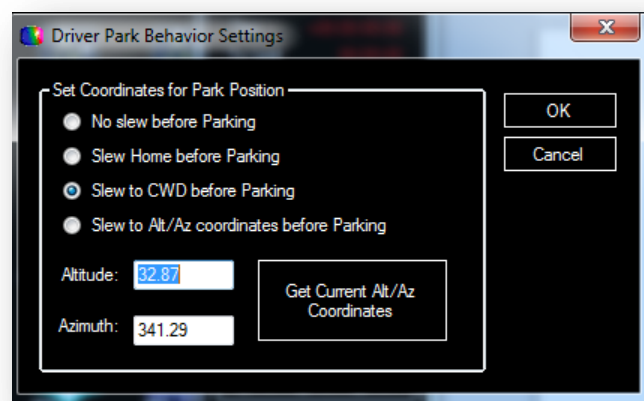 Driver Park Behavior Settings
Set Coordinates for Park Position
No slew before Parking
Slew Home before Parking
Slew to CWD before Parking
Slew to Alt/Az coordinates before Parking
Altitude: 32.87
Azimuth: 341.29
Get Current Alt/Az
Coordinates
OK
Cancel